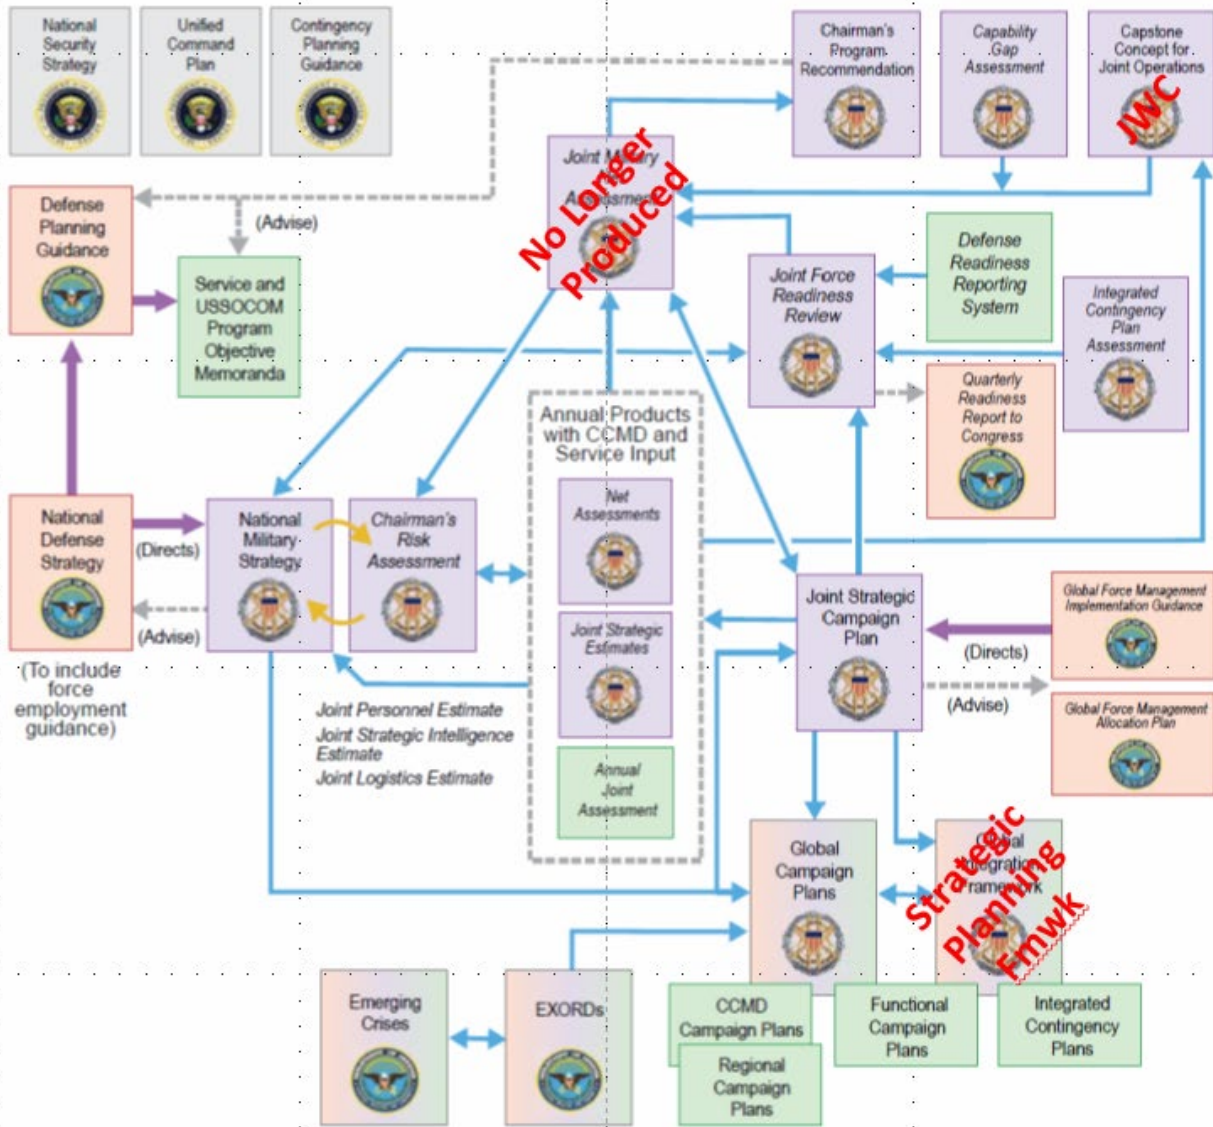 National
Security
Strategy
Unified
Command
Plan
Contingency
Planning
Guidance
Chairman's
Program
Recommendation
Capability
Gap
Assessment
Capstone
Concept for
Joint Operations
JWC
Joint Military
Assessment
No Longer
Produced
Defense
Planning
Guidance
(Advise)
Service and
USSOCOM
Program
Objective
Memoranda
Joint Force
Readiness
Review
Defense
Readiness
Reporting
System
Integrated
Contingency
Plan
Assessment
Quarterly
Readiness
Report to
Congress
Annual Products
with CCMD and
Service Input
Net
Assessments
Joint Strategic
Estimates
Annual
Joint
Assessment
National
Defense
Strategy
(Directs)
(Advise)
(To include
force
employment
guidance)
National
Military
Strategy
Chairman's
Risk
Assessment
Joint Personnel Estimate
Joint Strategic Intelligence
Estimate
Joint Logistics Estimate
Joint Strategic
Campaign
Plan
(Directs)
(Advise)
Global Force Management
Implementation Guidance
Global Force Management
Allocation Plan
Global
Campaign
Plans
Global
Integration
Framework
Strategic
Planning
Fmwk
Emerging
Crises
EXORDs
CCMD
Campaign Plans
Regional
Campaign
Plans
Functional
Campaign
Plans
Integrated
Contingency
Plans